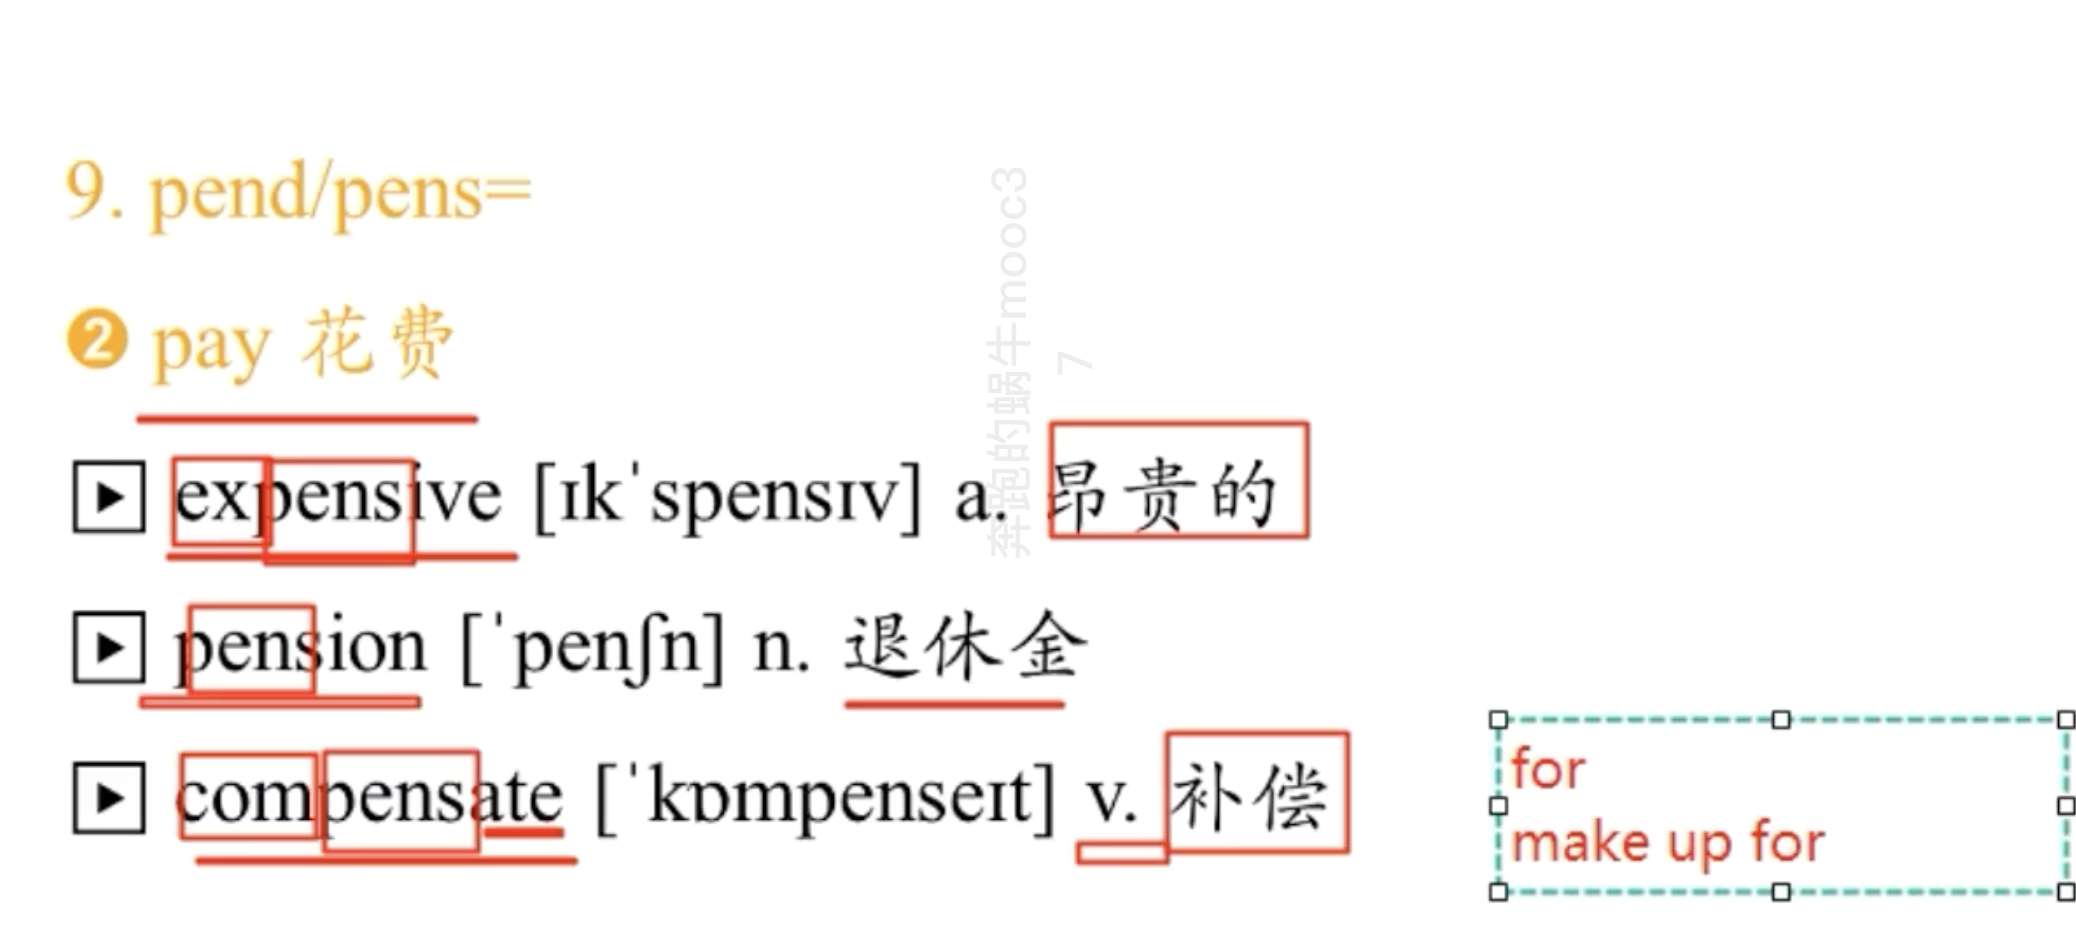 9. pend/pens=
❷ pay 花费
expensive [ɪkˈspensɪv] a. 昂贵的
pension [ˈpenʃn] n. 退休金
compensate [ˈkɒmpenseɪt] v. 补偿
for
make up for
奔跑的蜗牛mooc3
7